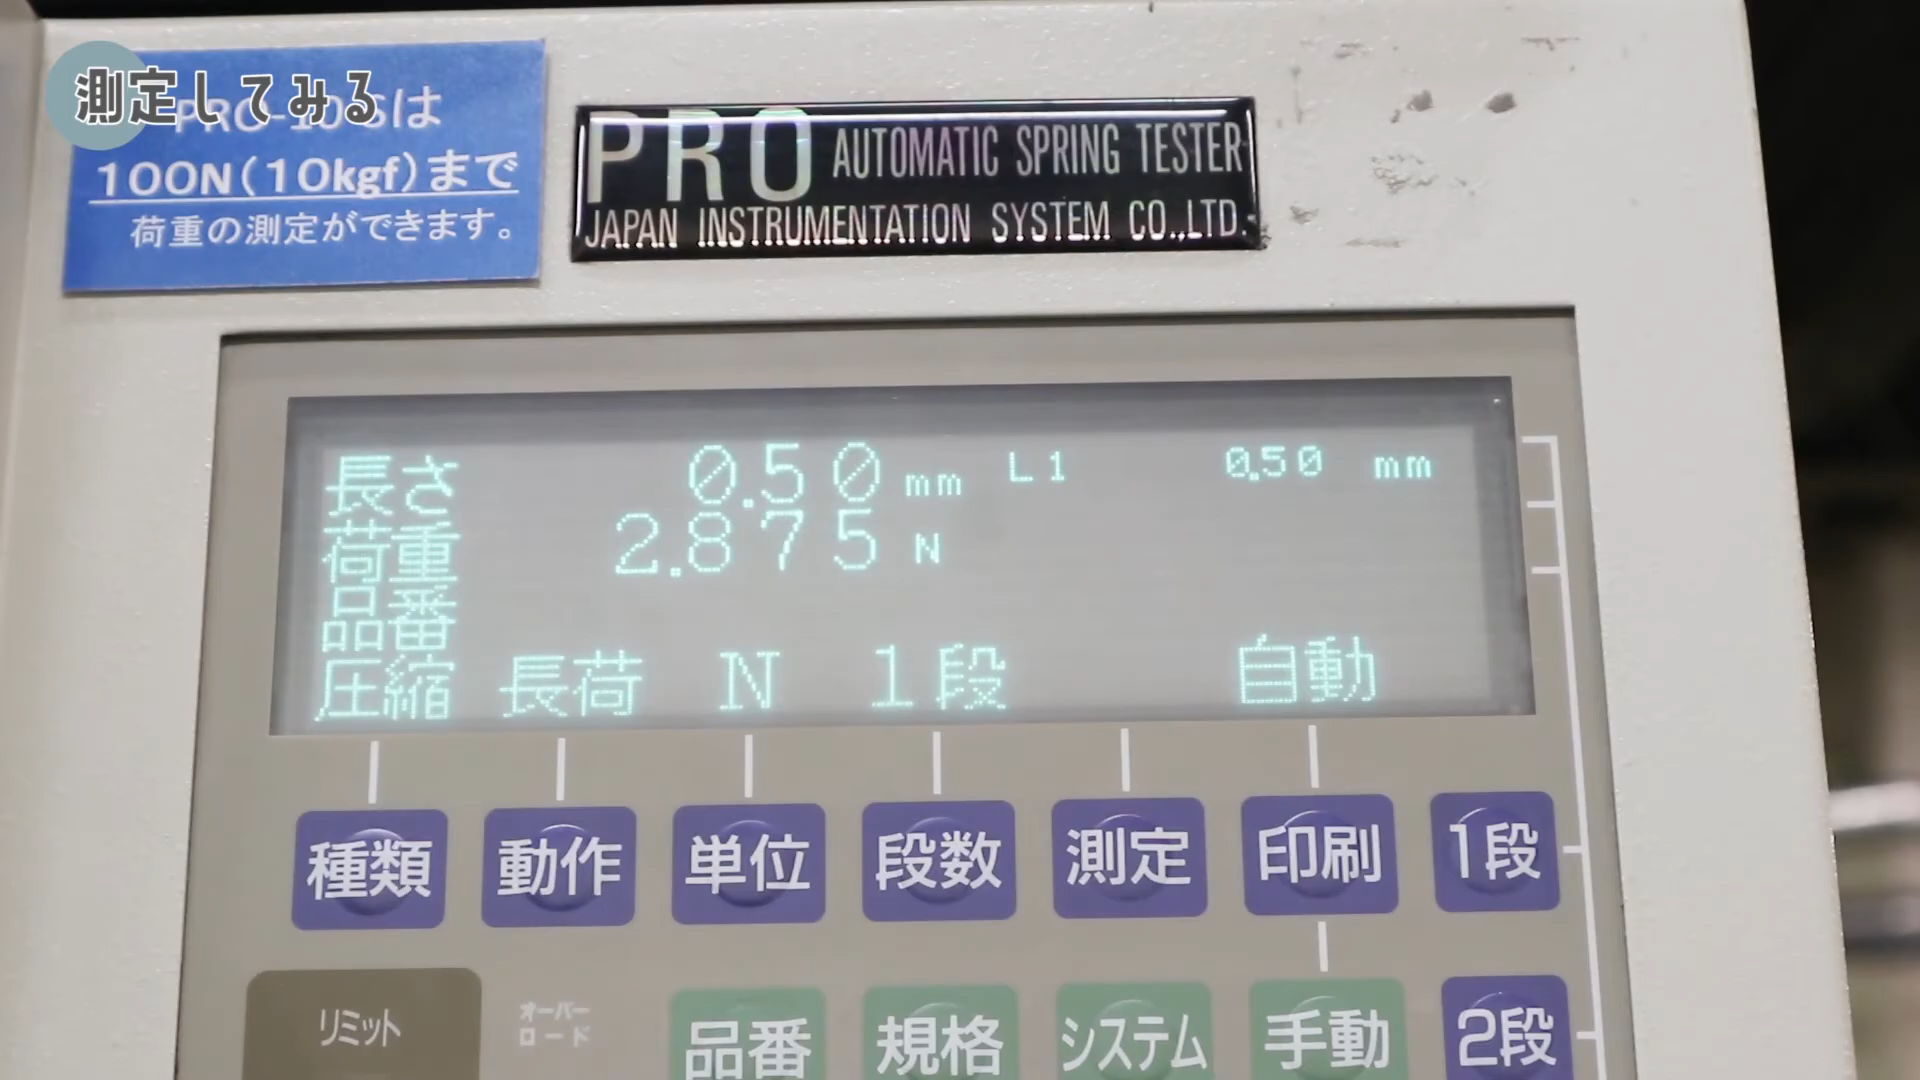 測定してみる
PRO-10Sは
100N(10kgf)まで
荷重の測定ができます。
PRO AUTOMATIC SPRING TESTER
JAPAN INSTRUMENTATION SYSTEM CO.,LTD.
長さ 0.50 mm L1 0.50 mm
荷重 2.875 N
品番
圧縮 長荷 N 1段 自動
種類 動作 単位 段数 測定 印刷 1段
リミット オーバーロード 品番 規格 システム 手動 2段